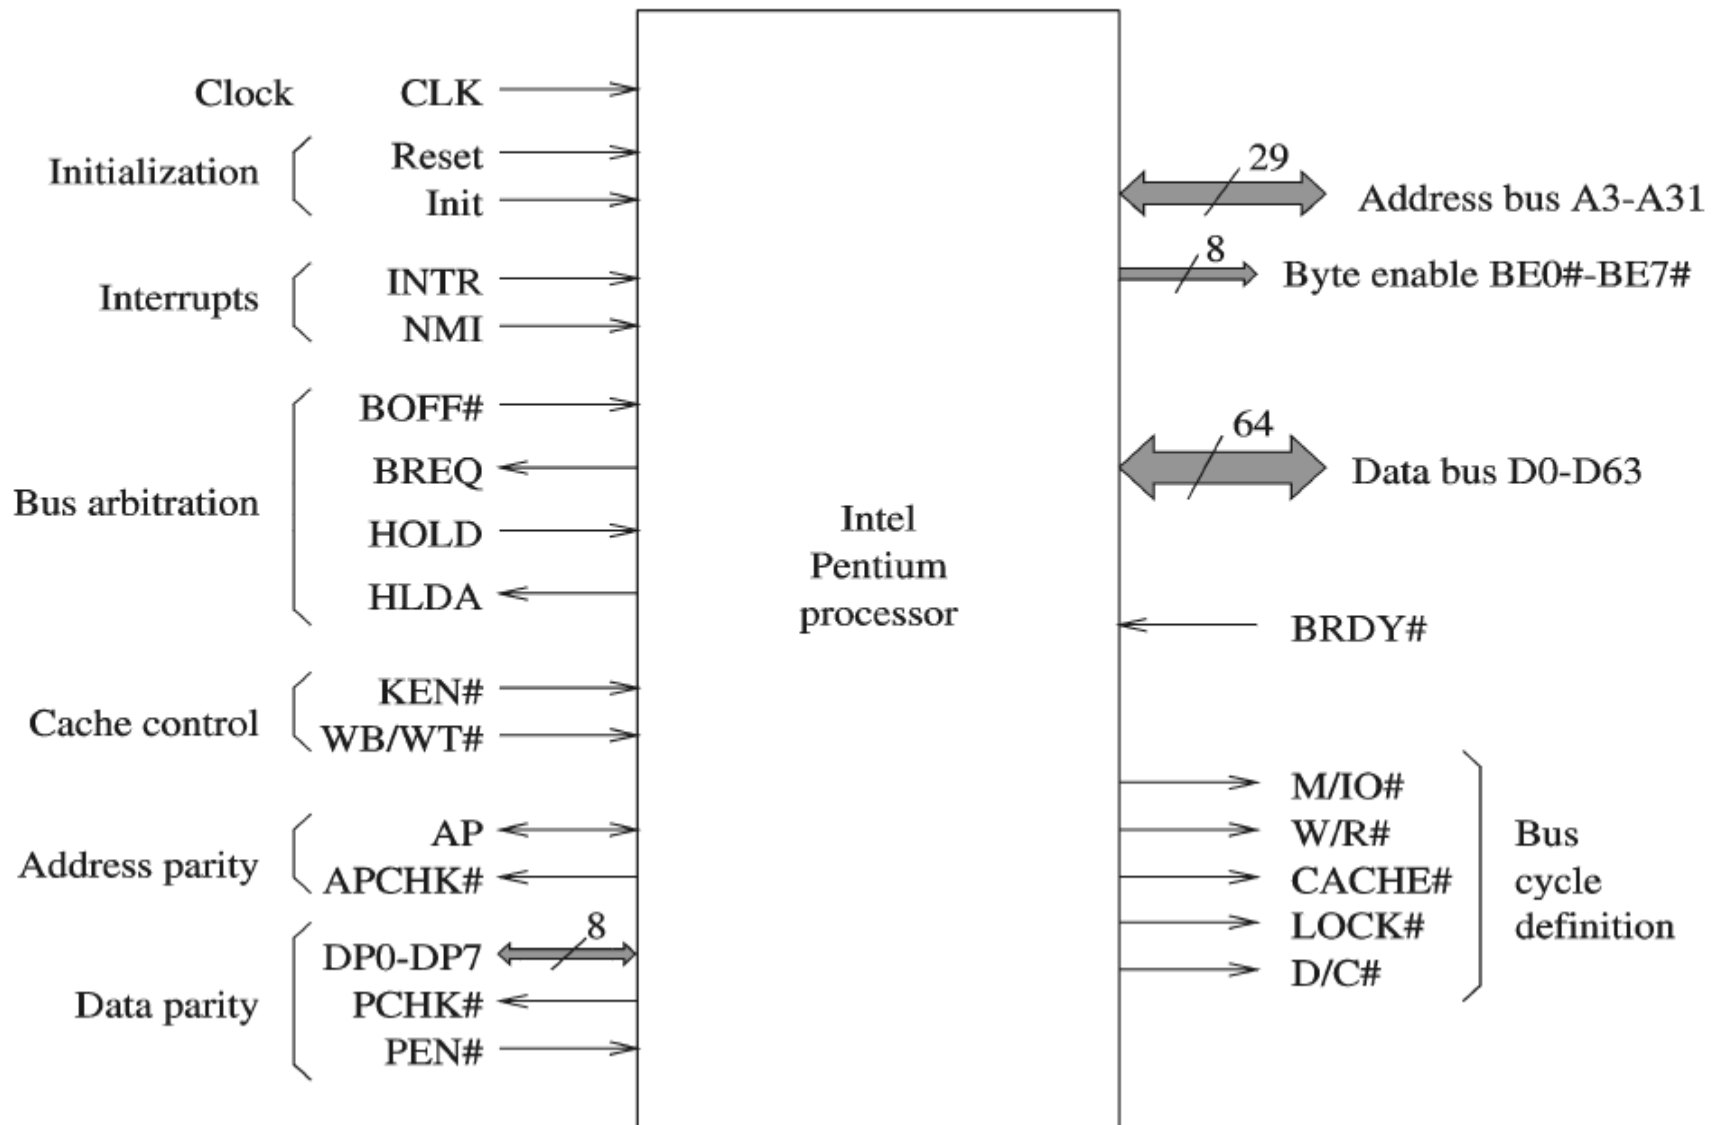 Clock CLK
Initialization
Reset
Init
Interrupts
INTR
NMI
Bus arbitration
BOFF#
BREQ
HOLD
HLDA
Cache control
KEN#
WB/WT#
Address parity
AP
APCHK#
Data parity
DP0-DP7
8
PCHK#
PEN#
Intel
Pentium
processor
29
Address bus A3-A31
8
Byte enable BE0#-BE7#
64
Data bus D0-D63
BRDY#
M/IO#
W/R#
CACHE#
LOCK#
D/C#
Bus
cycle
definition